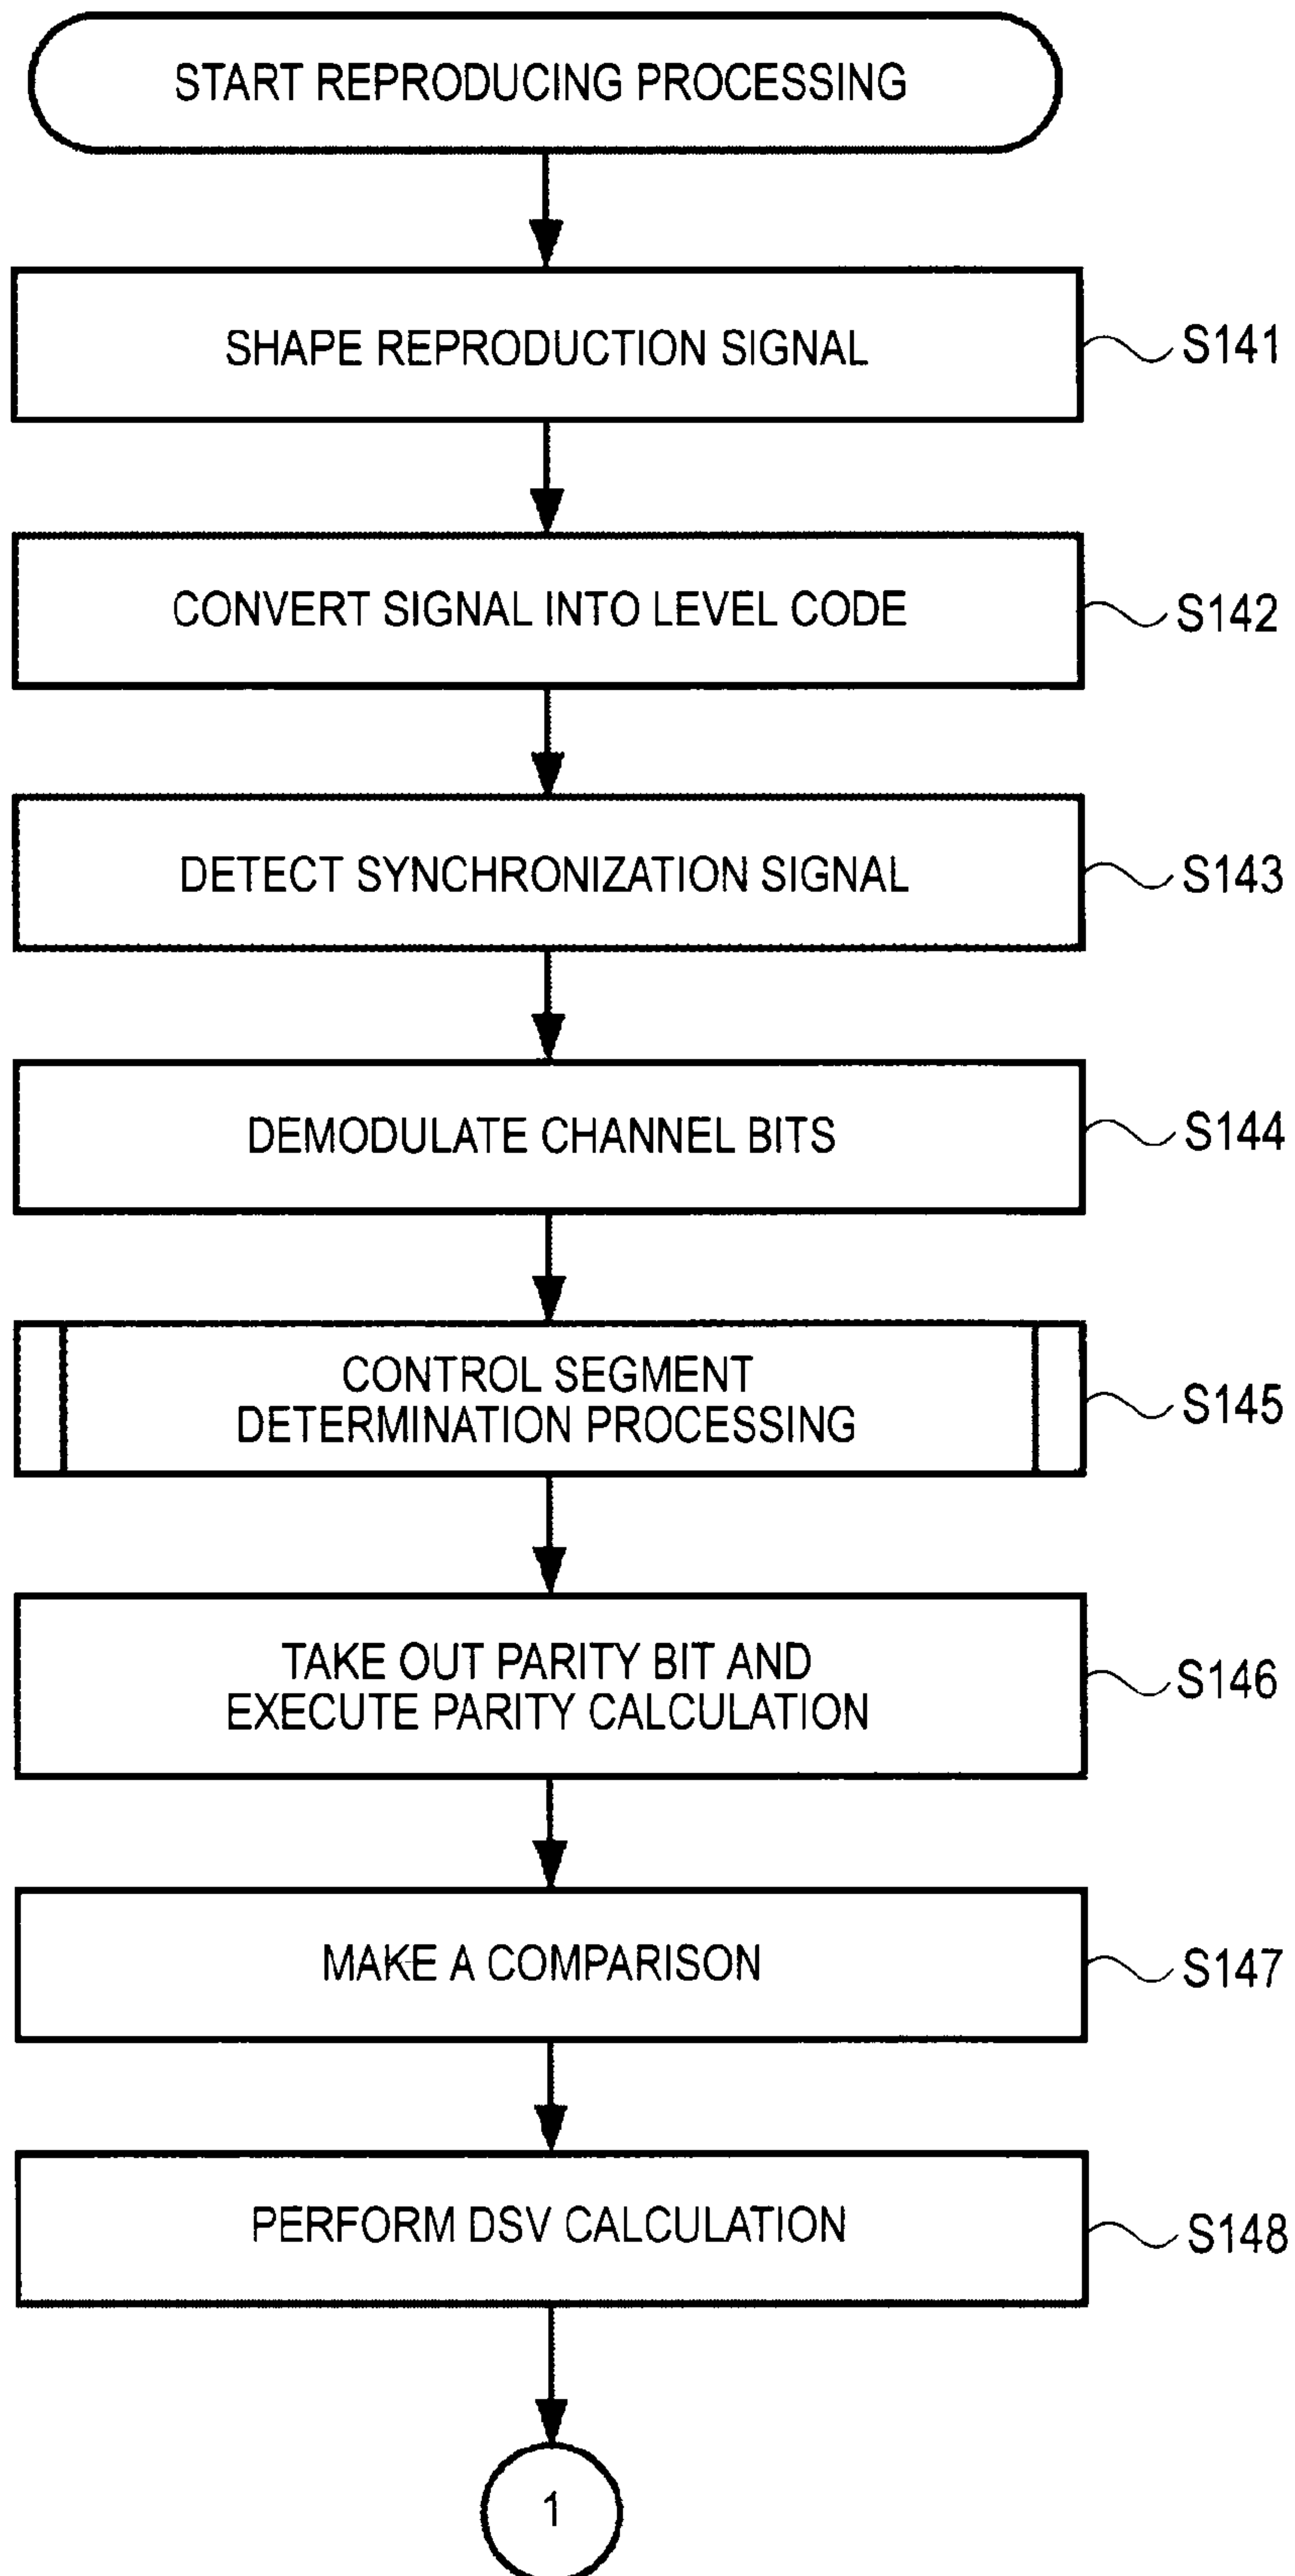 START REPRODUCING PROCESSING
SHAPE REPRODUCTION SIGNAL
S141
CONVERT SIGNAL INTO LEVEL CODE
S142
DETECT SYNCHRONIZATION SIGNAL
S143
DEMODULATE CHANNEL BITS
S144
CONTROL SEGMENT
DETERMINATION PROCESSING
S145
TAKE OUT PARITY BIT AND
EXECUTE PARITY CALCULATION
S146
MAKE A COMPARISON
S147
PERFORM DSV CALCULATION
S148
1